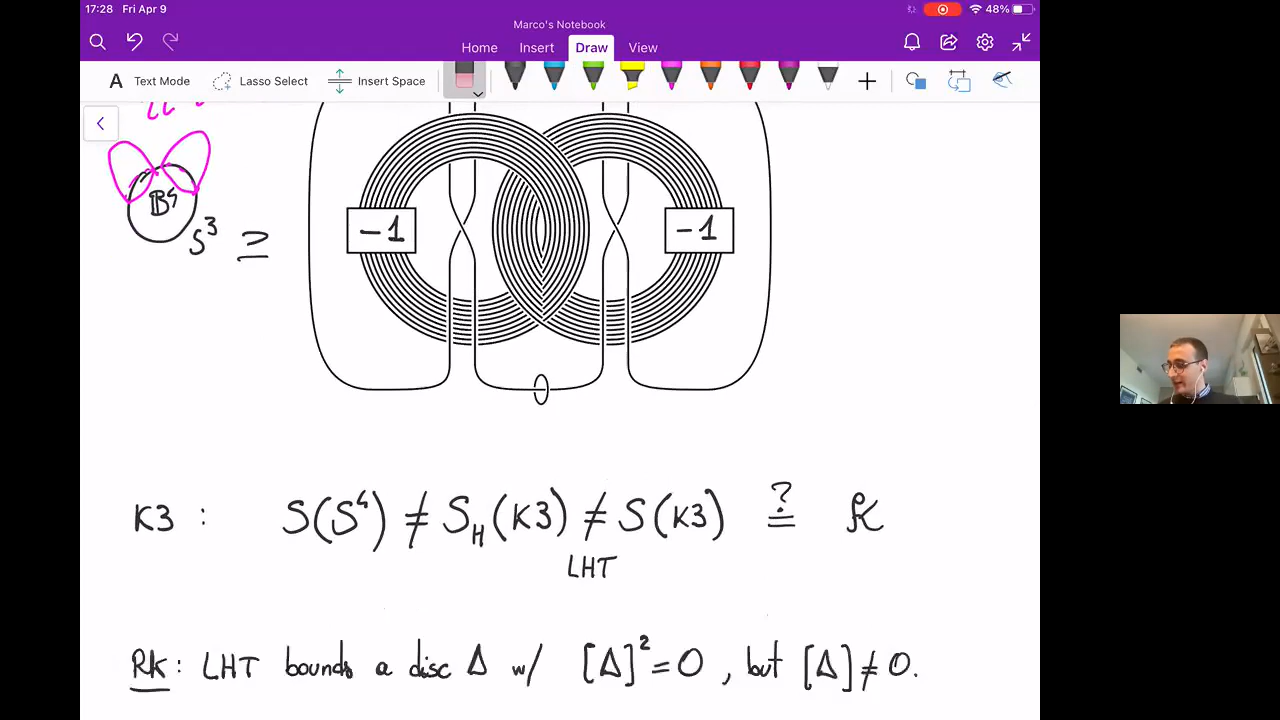 17:28 Fri Apr 9
48%
Marco's Notebook
Home Insert Draw View
A Text Mode Lasso Select Insert Space
B⁴
S³ ≅
-1 -1
K3 : S(S⁴) ≠ S_H(K3) ≠ S(K3) ≟ 𝒦
LHT
RK : LHT bounds a disc Δ w/ [Δ]² = 0 , but [Δ] ≠ 0.